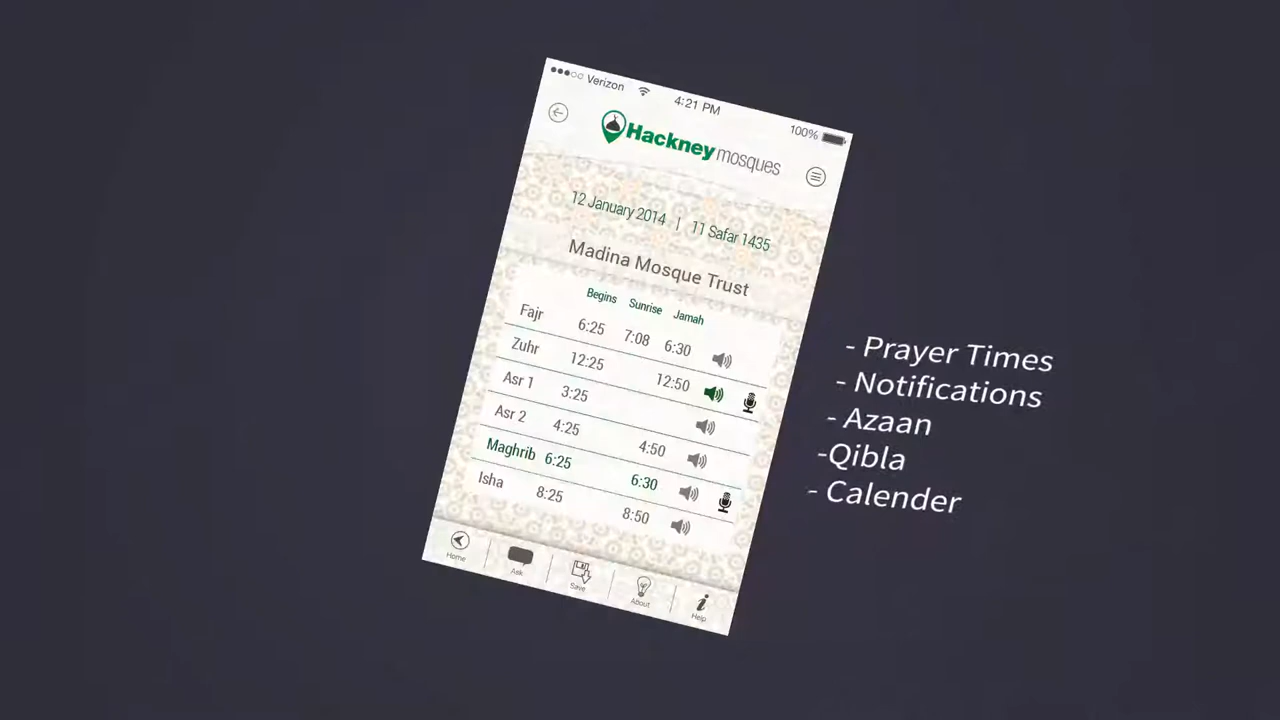 Verizon 4:21 PM 100%
Hackney mosques
12 January 2014 | 11 Safar 1435
Madina Mosque Trust
Begins Sunrise Jamah
Fajr 6:25 7:08 6:30
Zuhr 12:25 12:50
Asr 1 3:25
Asr 2 4:25 4:50
Maghrib 6:25 6:30
Isha 8:25 8:50
Home Ask Save About Help
- Prayer Times
- Notifications
- Azaan
-Qibla
- Calender